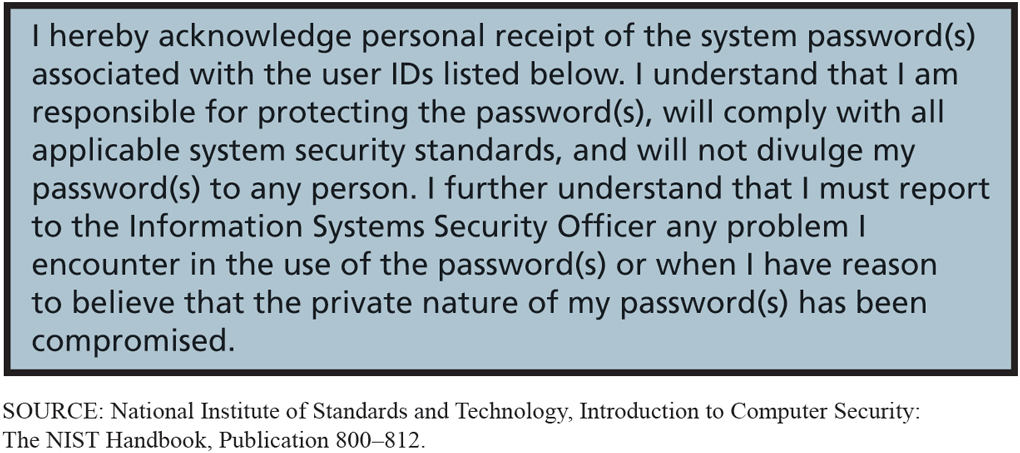 I hereby acknowledge personal receipt of the system password(s)
associated with the user IDs listed below. I understand that I am
responsible for protecting the password(s), will comply with all
applicable system security standards, and will not divulge my
password(s) to any person. I further understand that I must report
to the Information Systems Security Officer any problem I
encounter in the use of the password(s) or when I have reason
to believe that the private nature of my password(s) has been
compromised.
SOURCE: National Institute of Standards and Technology, Introduction to Computer Security:
The NIST Handbook, Publication 800–812.